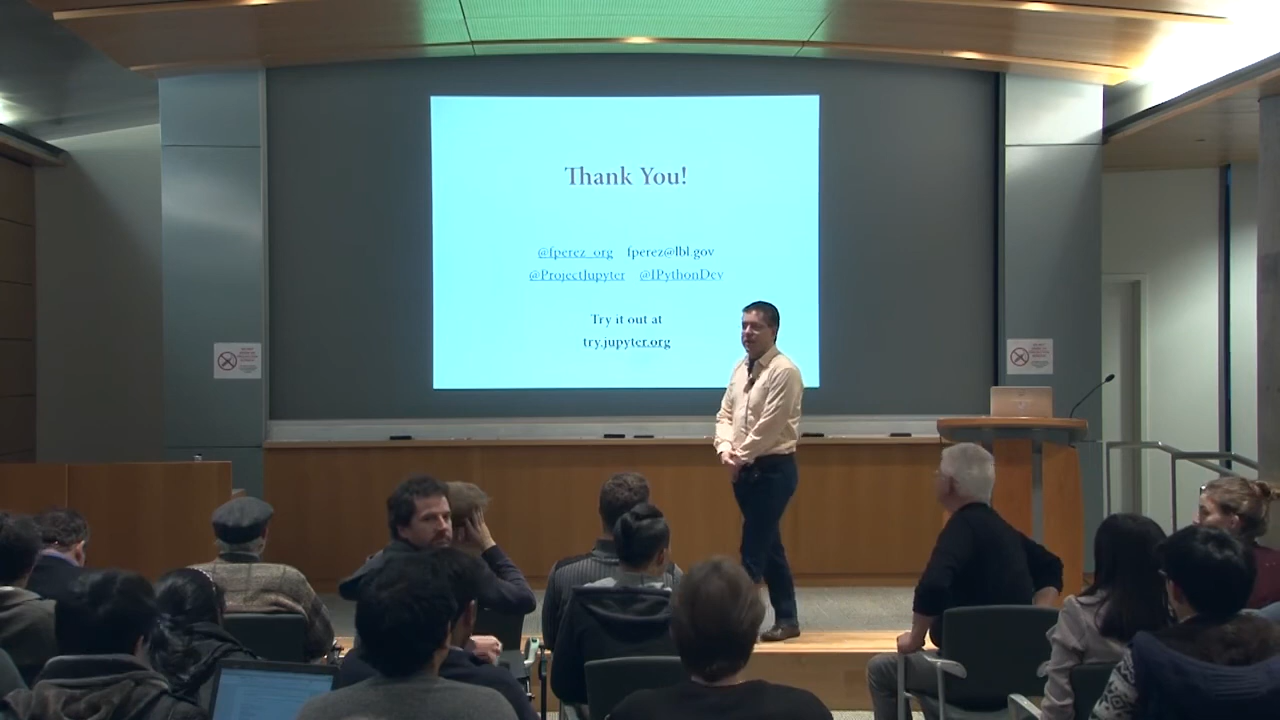 Thank You!
@fperez_org fperez@lbl.gov
@ProjectJupyter @IPythonDev
Try it out at
try.jupyter.org